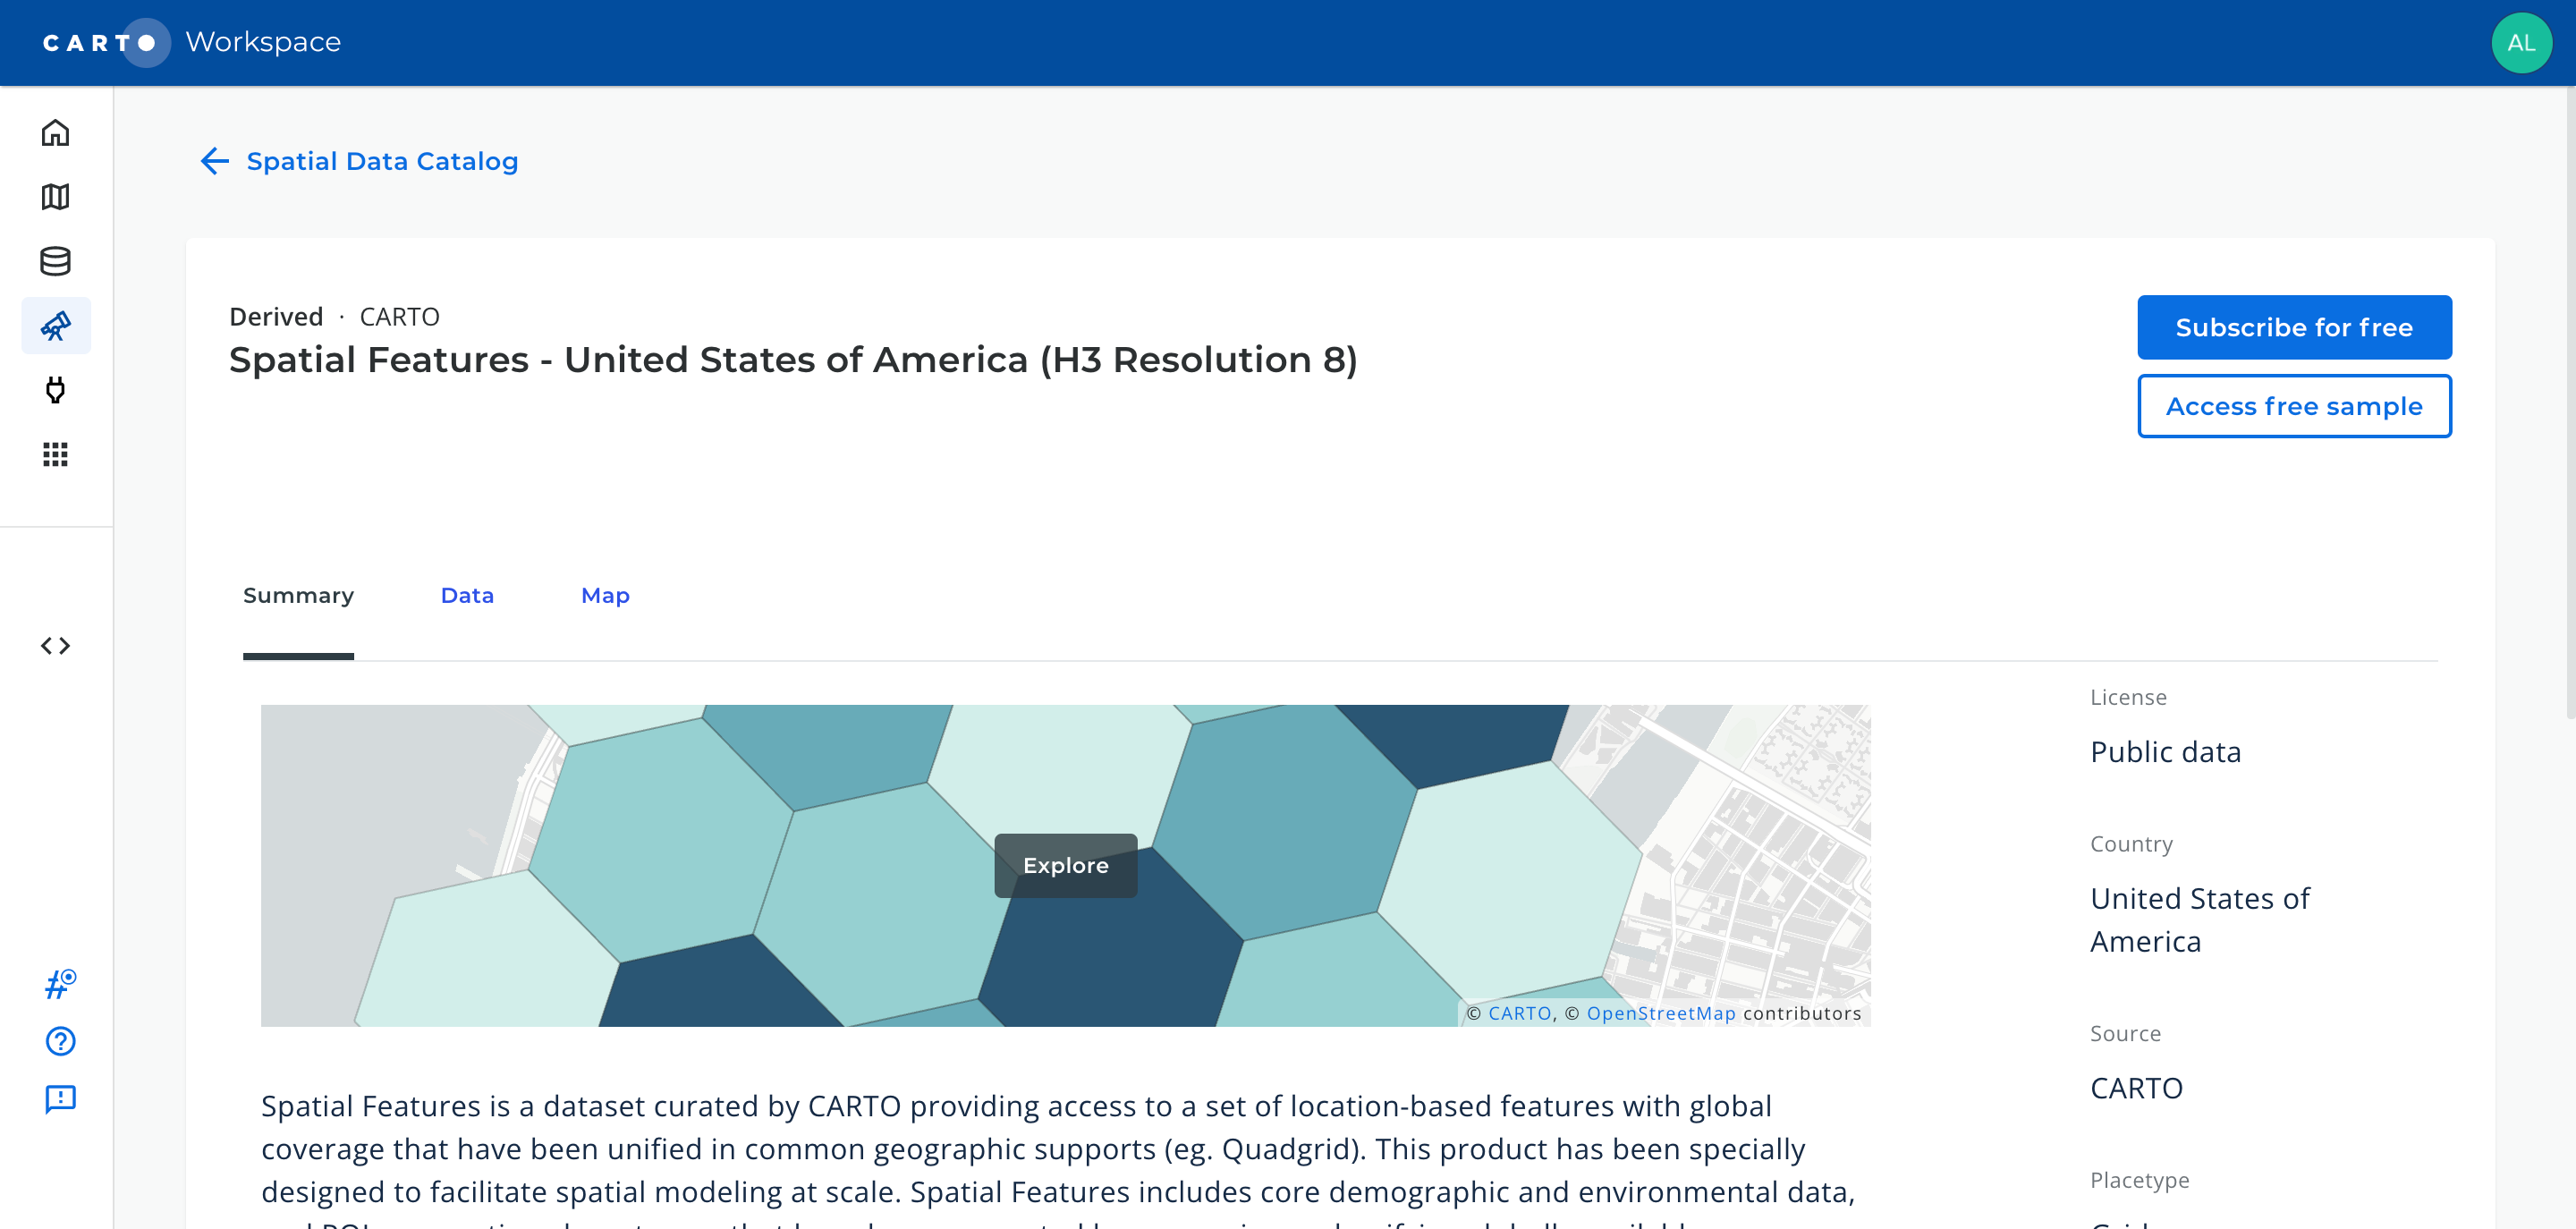 CARTO Workspace
AL
Spatial Data Catalog
Derived · CARTO
Spatial Features - United States of America (H3 Resolution 8)
Subscribe for free
Access free sample
Summary
Data
Map
Explore
© CARTO, © OpenStreetMap contributors
Spatial Features is a dataset curated by CARTO providing access to a set of location-based features with global
coverage that have been unified in common geographic supports (eg. Quadgrid). This product has been specially
designed to facilitate spatial modeling at scale. Spatial Features includes core demographic and environmental data,
License
Public data
Country
United States of
America
Source
CARTO
Placetype